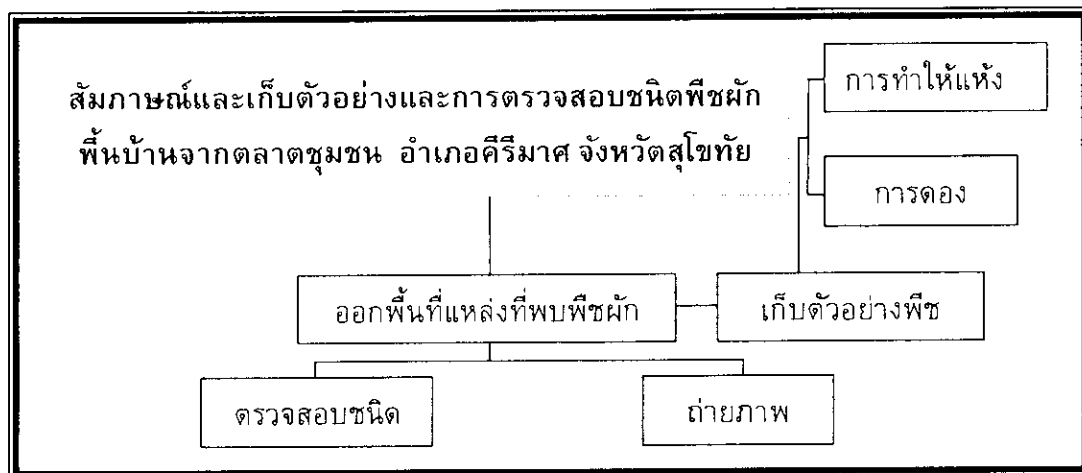 สัมภาษณ์และเก็บตัวอย่างและการตรวจสอบชนิดพืชผัก
พื้นบ้านจากตลาดชุมชน อำเภอคีรีมาศ จังหวัดสุโขทัย
การทำให้แห้ง
การดอง
ออกพื้นที่แหล่งที่พบพืชผัก
เก็บตัวอย่างพืช
ตรวจสอบชนิด
ถ่ายภาพ